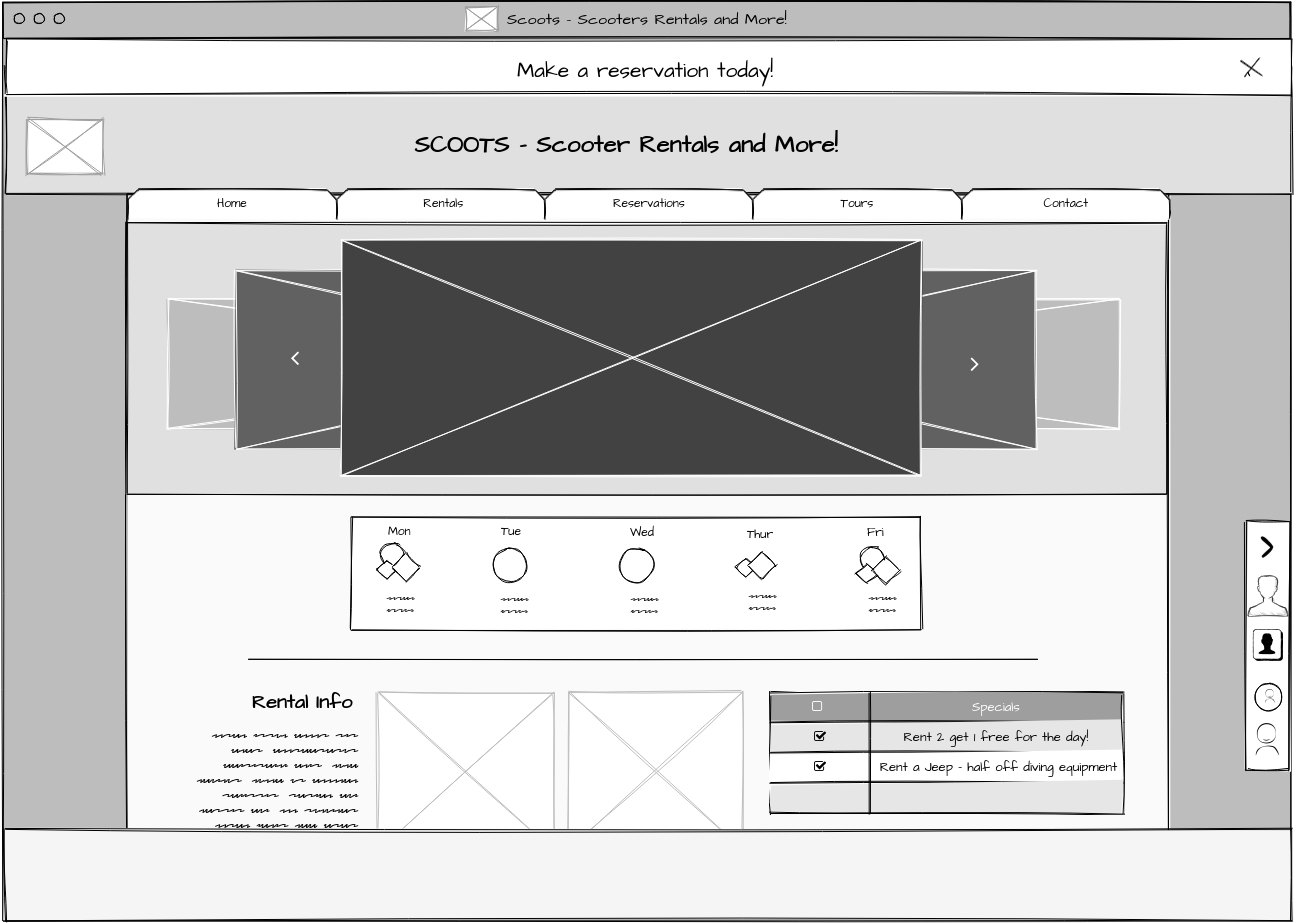 Scoots - Scooters Rentals and More!
Make a reservation today!
SCOOTS - Scooter Rentals and More!
Home Rentals Reservations Tours Contact
Mon Tue Wed Thur Fri
Rental Info
Specials
Rent 2 get 1 free for the day!
Rent a Jeep - half off diving equipment